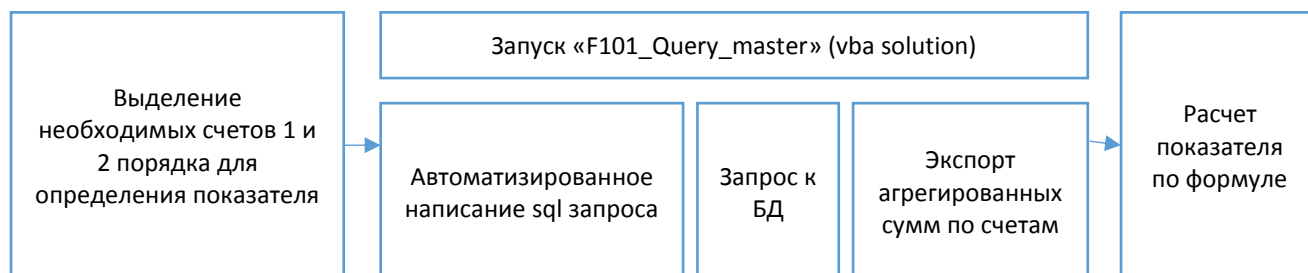 Выделение
необходимых счетов 1 и
2 порядка для
определения показателя
Запуск «F101_Query_master» (vba solution)
Автоматизированное
написание sql запроса
Запрос к
БД
Экспорт
агрегированных
сумм по счетам
Расчет
показателя
по формуле